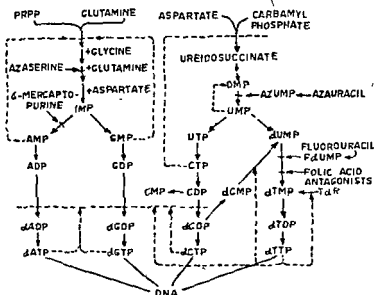 PRPP GLUTAMINE ASPARTATE CARBAMYL
PHOSPHATE
+GLYCINE
UREIDOSUCCINATE
AZASERINE +GLUTAMINE
+ASPARTATE OMP
6-MERCAPTO-
PURINE
AZUMP AZAURACIL
IMP UMP
AMP GMP UTP dUMP
FLUOROURACIL
FdUMP
ADP GDP CTP
FOLIC ACID
ANTAGONISTS
CMP CDP dCMP dTMP TdR
dADP dGDP dCDP dTDP
dATP dGTP dCTP dTTP
DNA